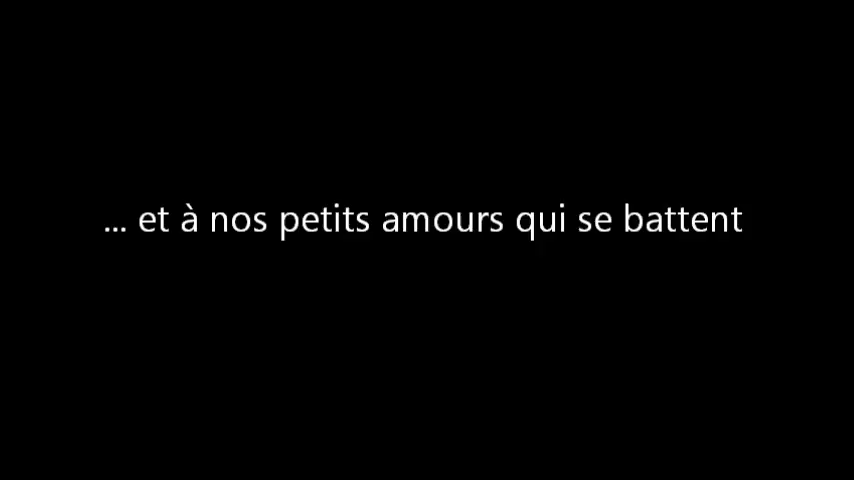 ... et à nos petits amours qui se battent